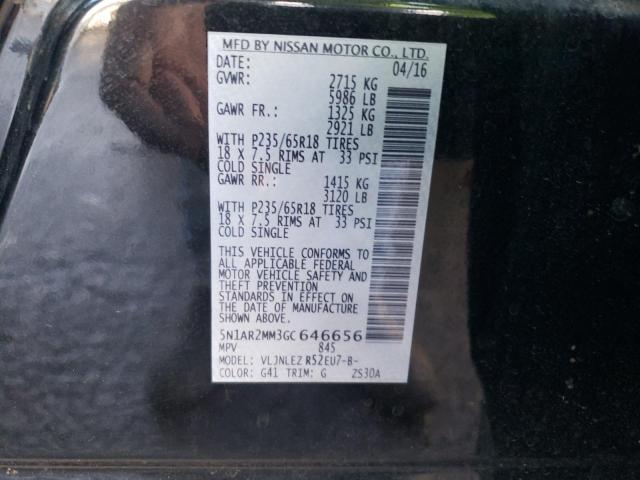 MFD BY NISSAN MOTOR CO., LTD.
DATE: 04/16
GVWR: 2715 KG
5986 LB
GAWR FR.: 1325 KG
2921 LB
WITH P235/65R18 TIRES
18 X 7.5 RIMS AT 33 PSI
COLD SINGLE
GAWR RR.: 1415 KG
3120 LB
WITH P235/65R18 TIRES
18 X 7.5 RIMS AT 33 PSI
COLD SINGLE
THIS VEHICLE CONFORMS TO
ALL APPLICABLE FEDERAL
MOTOR VEHICLE SAFETY AND
THEFT PREVENTION
STANDARDS IN EFFECT ON
THE DATE OF MANUFACTURE
SHOWN ABOVE.
5N1AR2MM3GC646656
MPV 845
MODEL: VLJNLEZ R52EU7-B-
COLOR: G41 TRIM: G ZS30A